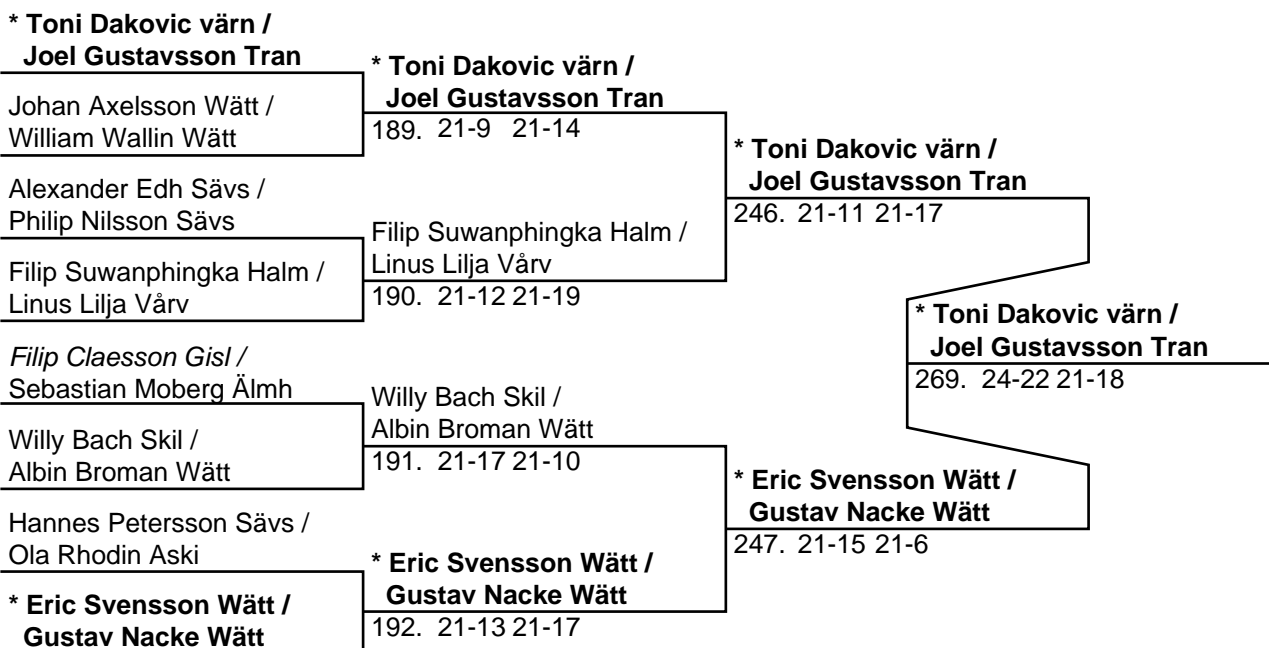 * Toni Dakovic värn /
Joel Gustavsson Tran
Johan Axelsson Wätt /
William Wallin Wätt
Alexander Edh Sävs /
Philip Nilsson Sävs
Filip Suwanphingka Halm /
Linus Lilja Vårv
Filip Claesson Gisl /
Sebastian Moberg Älmh
Willy Bach Skil /
Albin Broman Wätt
Hannes Petersson Sävs /
Ola Rhodin Aski
* Eric Svensson Wätt /
Gustav Nacke Wätt
* Toni Dakovic värn /
Joel Gustavsson Tran
189. 21-9 21-14
Filip Suwanphingka Halm /
Linus Lilja Vårv
190. 21-12 21-19
Willy Bach Skil /
Albin Broman Wätt
191. 21-17 21-10
* Eric Svensson Wätt /
Gustav Nacke Wätt
192. 21-13 21-17
* Toni Dakovic värn /
Joel Gustavsson Tran
246. 21-11 21-17
* Eric Svensson Wätt /
Gustav Nacke Wätt
247. 21-15 21-6
* Toni Dakovic värn /
Joel Gustavsson Tran
269. 24-22 21-18